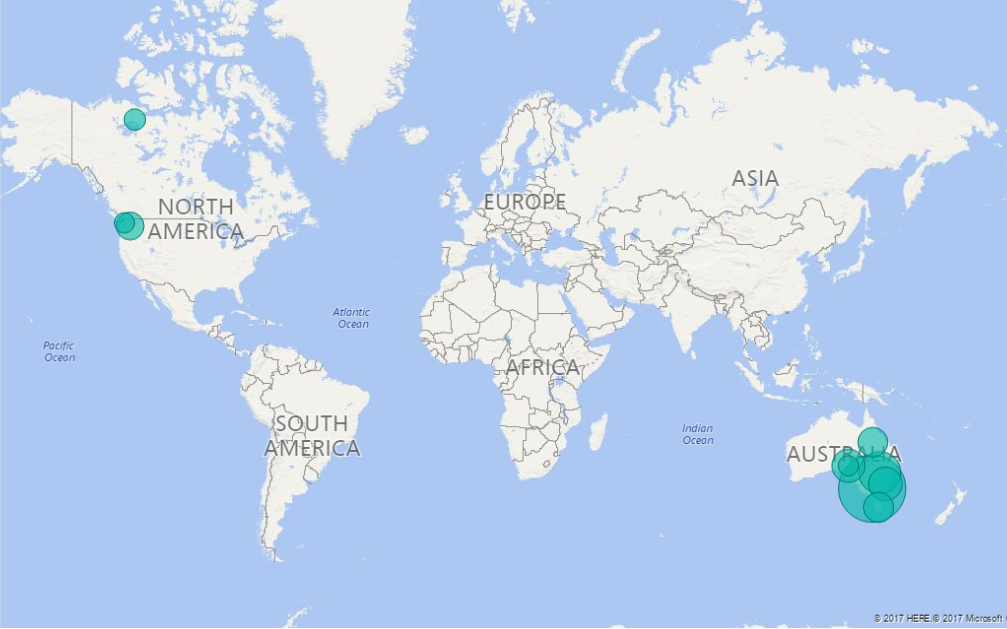 ASIA
EUROPE
NORTH
AMERICA
Atlantic
Ocean
Pacific
Ocean
AFRICA
SOUTH
AMERICA
Indian
Ocean
AUSTRALIA
© 2017 HERE © 2017 Microsoft